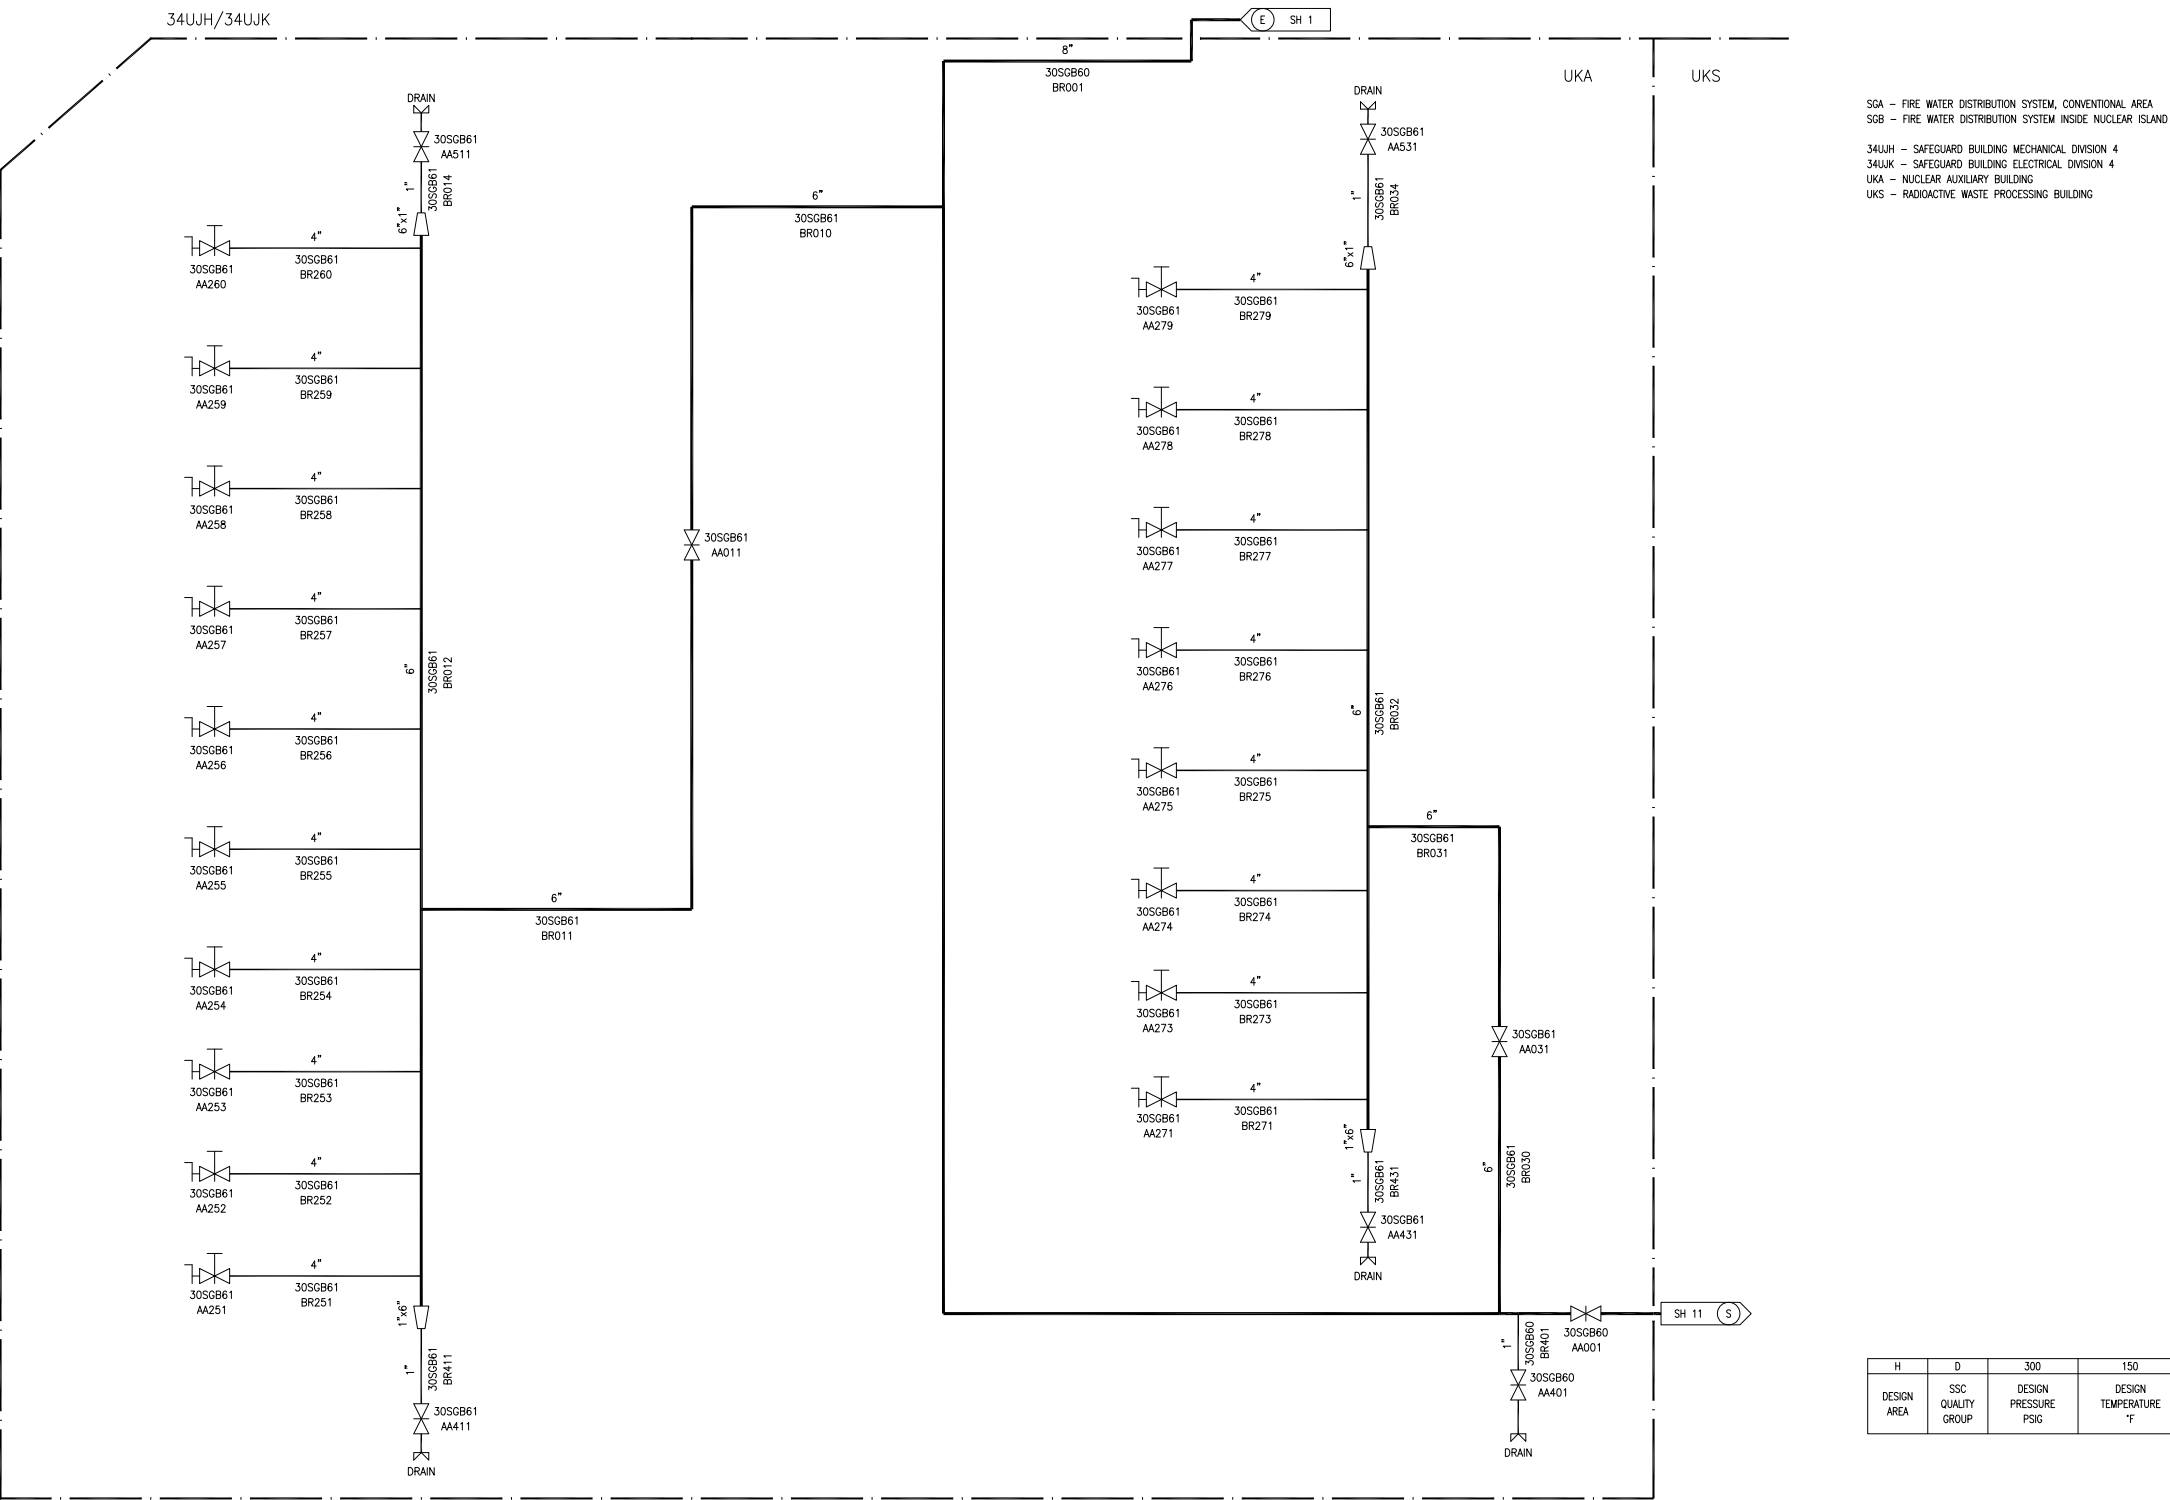 34UJH/34UJK
E SH 1
8"
30SGB60
BR001
UKA
UKS
SGA – FIRE WATER DISTRIBUTION SYSTEM, CONVENTIONAL AREA
SGB – FIRE WATER DISTRIBUTION SYSTEM INSIDE NUCLEAR ISLAND
34UJH – SAFEGUARD BUILDING MECHANICAL DIVISION 4
34UJK – SAFEGUARD BUILDING ELECTRICAL DIVISION 4
UKA – NUCLEAR AUXILIARY BUILDING
UKS – RADIOACTIVE WASTE PROCESSING BUILDING
DRAIN
30SGB61
AA511
1"
30SGB61
BR014
6"x1"
4"
30SGB61
BR260
30SGB61
AA260
4"
30SGB61
BR259
30SGB61
AA259
4"
30SGB61
BR258
30SGB61
AA258
4"
30SGB61
BR257
30SGB61
AA257
6"
30SGB61
BR012
4"
30SGB61
BR256
30SGB61
AA256
4"
30SGB61
BR255
30SGB61
AA255
4"
30SGB61
BR254
30SGB61
AA254
4"
30SGB61
BR253
30SGB61
AA253
4"
30SGB61
BR252
30SGB61
AA252
4"
30SGB61
BR251
30SGB61
AA251
1"x6"
1"
30SGB61
BR411
30SGB61
AA411
DRAIN
6"
30SGB61
BR010
30SGB61
AA011
6"
30SGB61
BR011
DRAIN
30SGB61
AA531
1"
30SGB61
BR034
6"x1"
4"
30SGB61
BR279
30SGB61
AA279
4"
30SGB61
BR278
30SGB61
AA278
4"
30SGB61
BR277
30SGB61
AA277
4"
30SGB61
BR276
30SGB61
AA276
6"
30SGB61
BR032
4"
30SGB61
BR275
30SGB61
AA275
4"
30SGB61
BR274
30SGB61
AA274
4"
30SGB61
BR273
30SGB61
AA273
4"
30SGB61
BR271
30SGB61
AA271
1"x6"
1"
30SGB61
BR431
30SGB61
AA431
DRAIN
6"
30SGB61
BR031
30SGB61
AA031
6"
30SGB61
BR030
SH 11 S
30SGB60
AA001
1"
30SGB60
BR401
30SGB60
AA401
DRAIN
H D 300 150
DESIGN AREA
SSC QUALITY GROUP
DESIGN PRESSURE PSIG
DESIGN TEMPERATURE °F